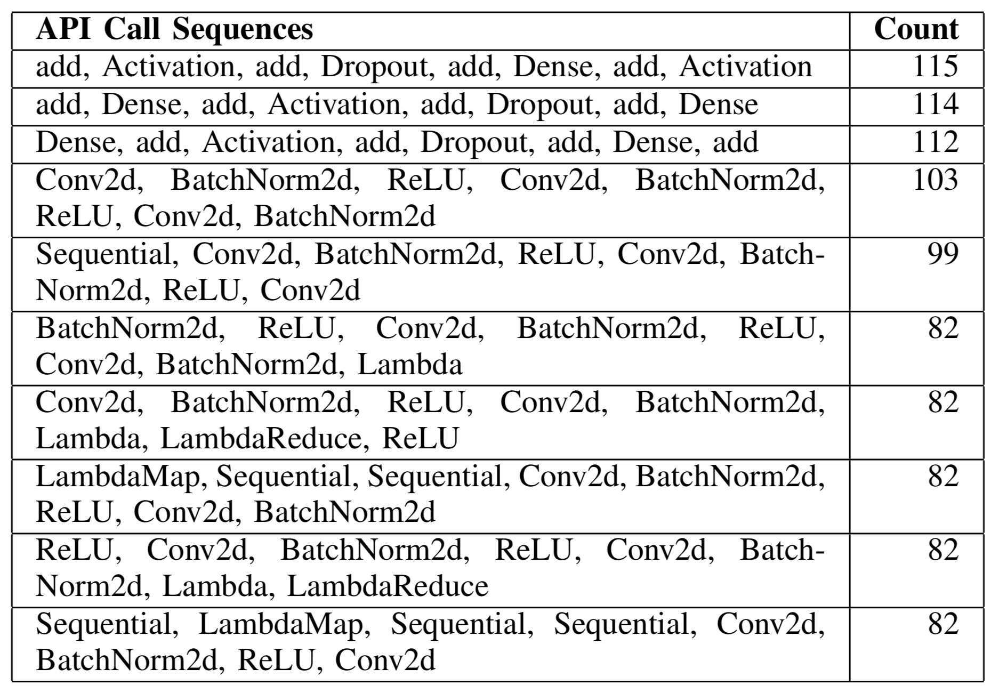 API Call Sequences Count
add, Activation, add, Dropout, add, Dense, add, Activation 115
add, Dense, add, Activation, add, Dropout, add, Dense 114
Dense, add, Activation, add, Dropout, add, Dense, add 112
Conv2d, BatchNorm2d, ReLU, Conv2d, BatchNorm2d, 103
ReLU, Conv2d, BatchNorm2d
Sequential, Conv2d, BatchNorm2d, ReLU, Conv2d, Batch- 99
Norm2d, ReLU, Conv2d
BatchNorm2d, ReLU, Conv2d, BatchNorm2d, ReLU, 82
Conv2d, BatchNorm2d, Lambda
Conv2d, BatchNorm2d, ReLU, Conv2d, BatchNorm2d, 82
Lambda, LambdaReduce, ReLU
LambdaMap, Sequential, Sequential, Conv2d, BatchNorm2d, 82
ReLU, Conv2d, BatchNorm2d
ReLU, Conv2d, BatchNorm2d, ReLU, Conv2d, Batch- 82
Norm2d, Lambda, LambdaReduce
Sequential, LambdaMap, Sequential, Sequential, Conv2d, 82
BatchNorm2d, ReLU, Conv2d